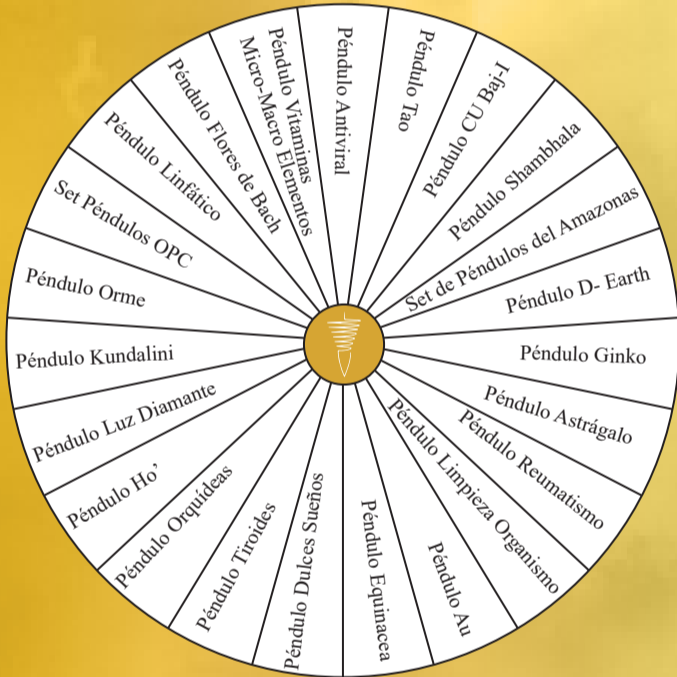 Péndulo Antiviral
Péndulo Tao
Péndulo CU Baj-I
Péndulo Shambhala
Set de Péndulos del Amazonas
Péndulo D- Earth
Péndulo Ginko
Péndulo Astrágalo
Péndulo Reumatismo
Péndulo Limpieza Organismo
Péndulo Au
Péndulo Equinacea
Péndulo Dulces Sueños
Péndulo Tiroides
Péndulo Orquídeas
Péndulo Ho’
Péndulo Luz Diamante
Péndulo Kundalini
Péndulo Orme
Set Péndulos OPC
Péndulo Linfático
Péndulo Flores de Bach
Péndulo Vitaminas
Micro-Macro Elementos